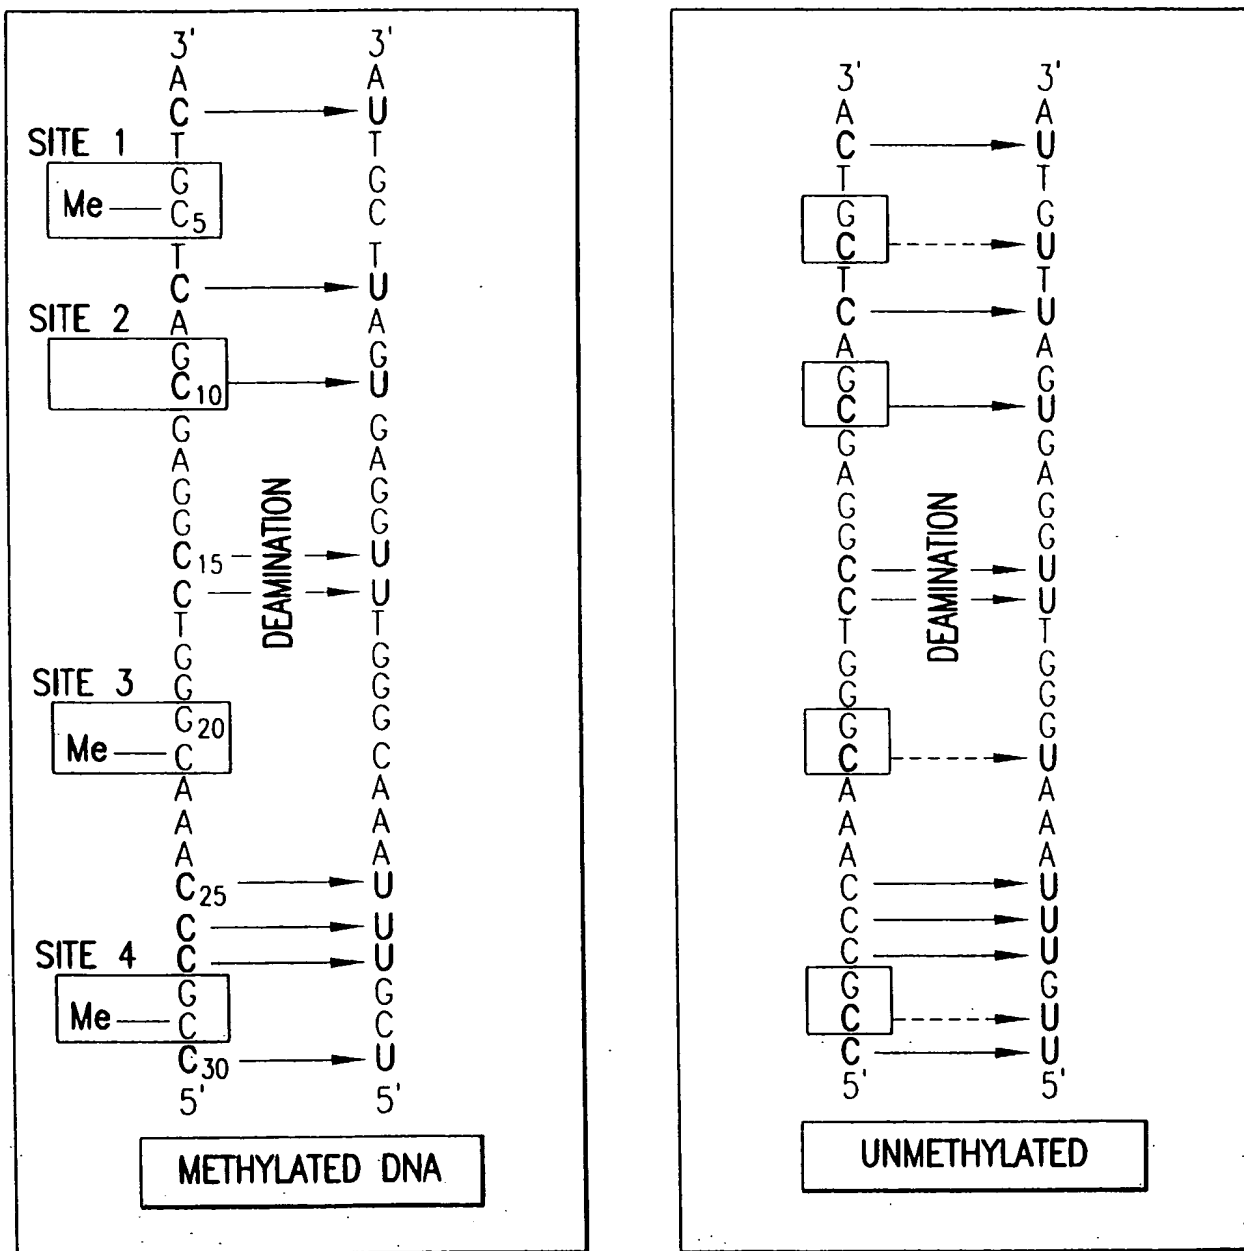 3' 3'
A A
C U
T T
SITE 1
G G
Me C5 C
T T
C U
A A
SITE 2
G G
C10 U
G G
A A
G G
G G
C15 U
C U
DEAMINATION
T T
G G
G G
SITE 3
G20 G
Me C C
A A
A A
A A
C25 U
C U
C U
SITE 4
G G
Me C C
C30 U
5' 5'
METHYLATED DNA
3' 3'
A A
C U
T T
G G
C U
T T
C U
A A
G G
C U
G G
A A
G G
G G
C U
C U
DEAMINATION
T T
G G
G G
G G
C U
A A
A A
A A
C U
C U
C U
G G
C U
C U
5' 5'
UNMETHYLATED